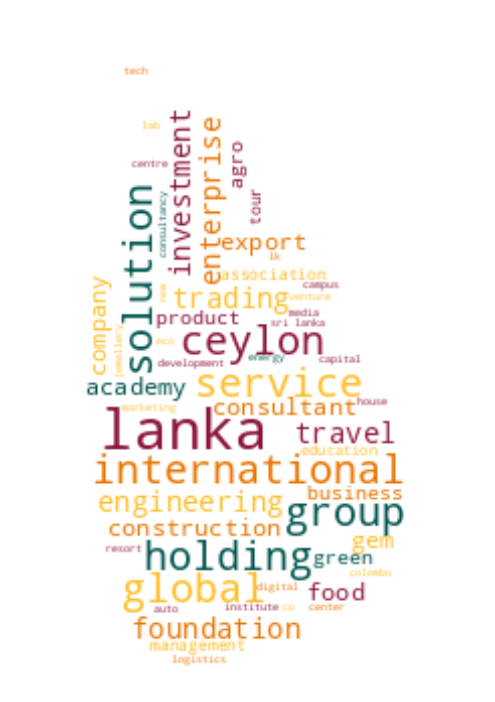 tech
lab
investment
enterprise
centre
agro
solution
consultancy
tour
export
lk
association
company
new
trading
campus
venture
product
media
sri lanka
jewellery
eco
ceylon
development
energy
capital
academy
service
marketing
consultant
house
lanka
travel
education
international
business
engineering
group
construction
gem
resort
holding
green
colombo
global
digital
food
auto
institute
co
center
foundation
management
logistics